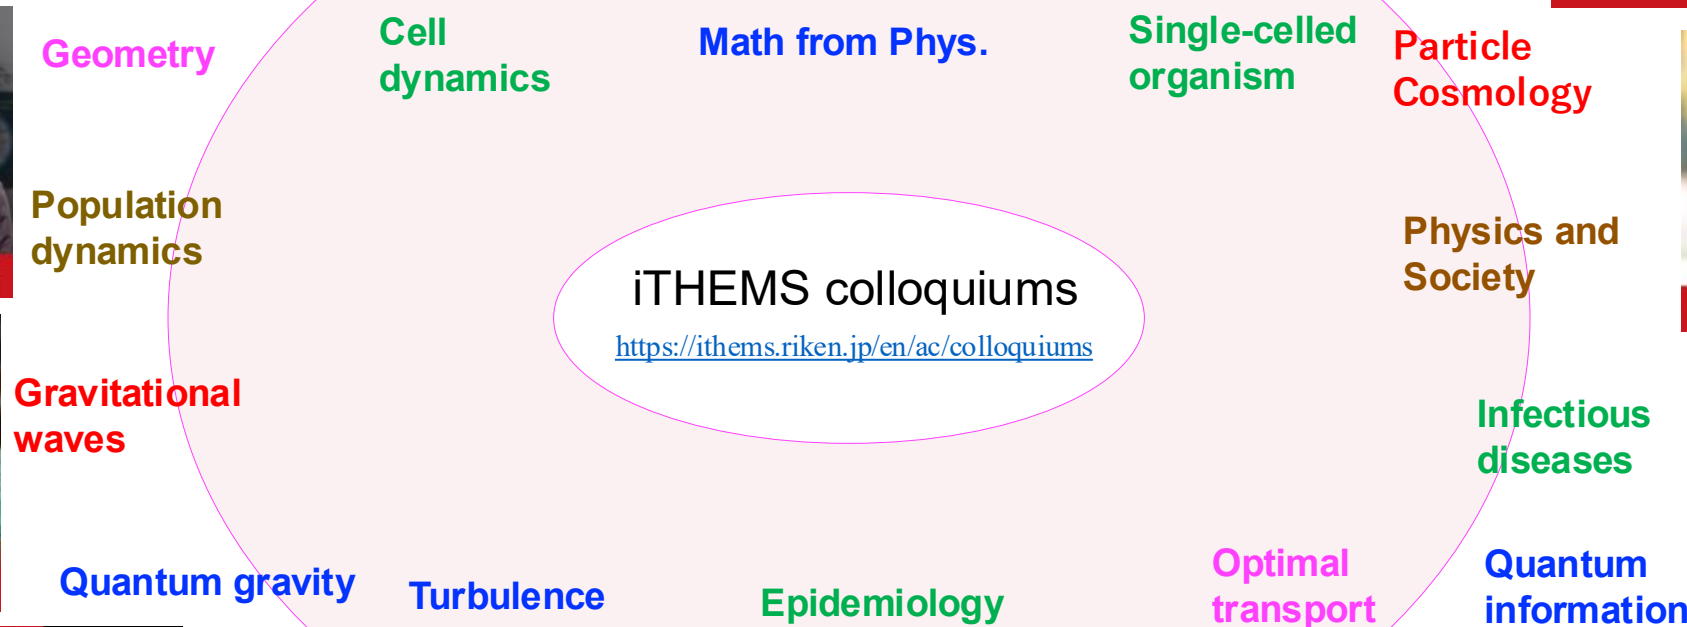 Geometry
Cell
dynamics
Math from Phys.
Single-celled
organism
Particle
Cosmology
Population
dynamics
Physics and
Society
iTHEMS colloquiums
https://ithems.riken.jp/en/ac/colloquiums
Gravitational
waves
Infectious
diseases
Quantum gravity
Turbulence
Epidemiology
Optimal
transport
Quantum
information